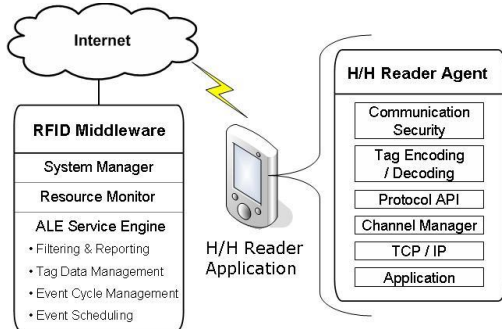 Internet
RFID Middleware
System Manager
Resource Monitor
ALE Service Engine
• Filtering & Reporting
• Tag Data Management
• Event Cycle Management
• Event Scheduling
H/H Reader
Application
H/H Reader Agent
Communication
Security
Tag Encoding
/ Decoding
Protocol API
Channel Manager
TCP / IP
Application